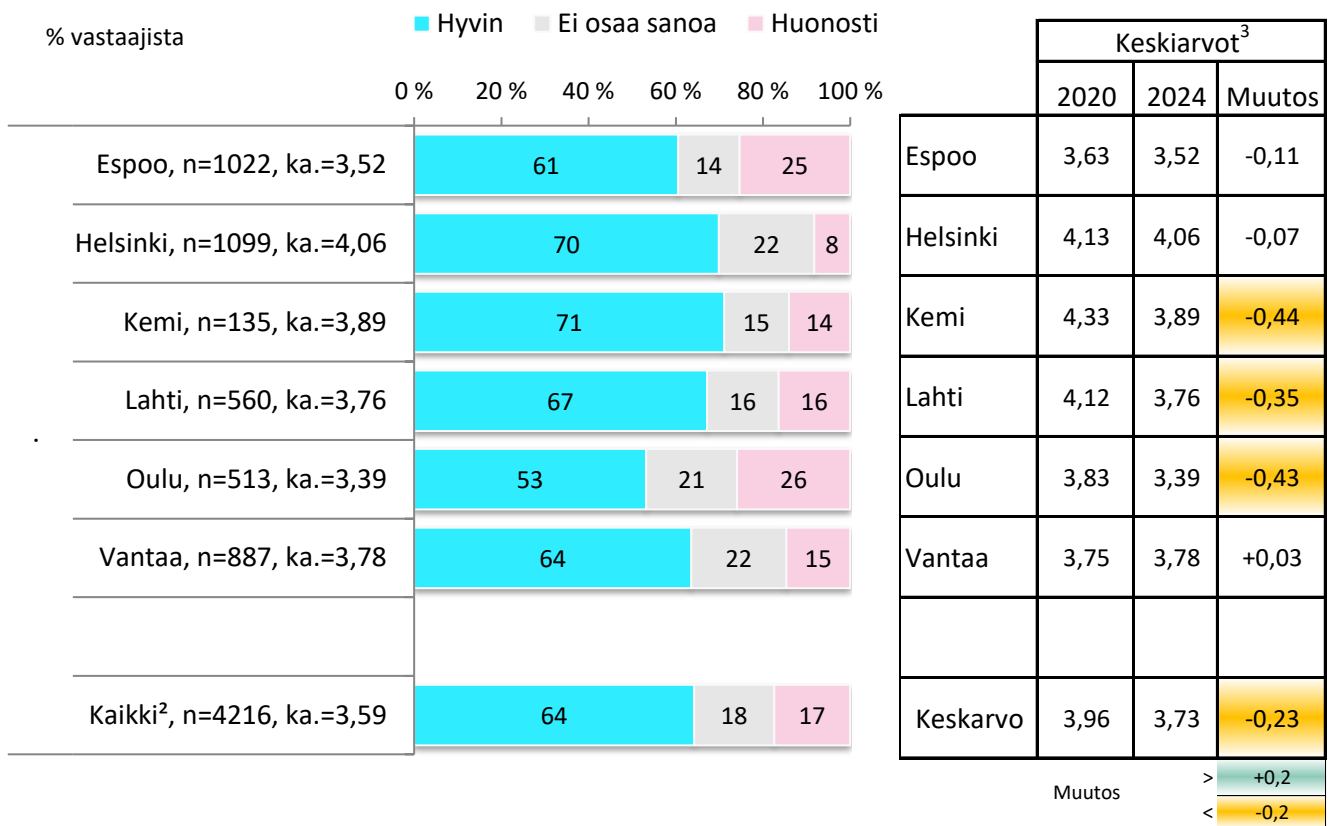 % vastaajista
Hyvin Ei osaa sanoa Huonosti
0 % 20 % 40 % 60 % 80 % 100 %
Espoo, n=1022, ka.=3,52 61 14 25
Helsinki, n=1099, ka.=4,06 70 22 8
Kemi, n=135, ka.=3,89 71 15 14
Lahti, n=560, ka.=3,76 67 16 16
.
Oulu, n=513, ka.=3,39 53 21 26
Vantaa, n=887, ka.=3,78 64 22 15
Kaikki², n=4216, ka.=3,59 64 18 17
Keskiarvot³
2020 2024 Muutos
Espoo 3,63 3,52 -0,11
Helsinki 4,13 4,06 -0,07
Kemi 4,33 3,89 -0,44
Lahti 4,12 3,76 -0,35
Oulu 3,83 3,39 -0,43
Vantaa 3,75 3,78 +0,03
Keskarvo 3,96 3,73 -0,23
Muutos
> +0,2
< -0,2